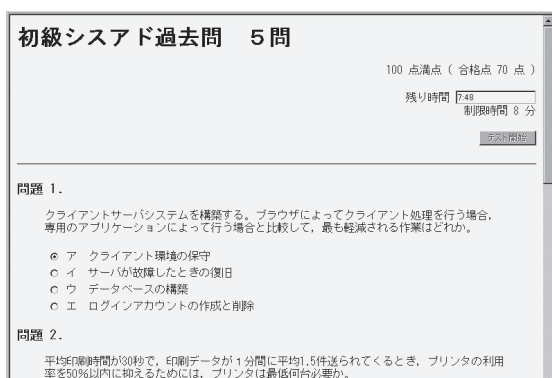 初級システムアド過去問　５問
100 点満点 ( 合格点 70 点 )
残り時間 7:48
制限時間 8 分
テスト開始
問題 1.
クライアントサーバシステムを構築する。ブラウザによってクライアント処理を行う場合,
専用のアプリケーションによって行う場合と比較して, 最も軽減される作業はどれか。
ア クライアント環境の保守
イ サーバが故障したときの復旧
ウ データベースの構築
エ ログインアカウントの作成と削除
問題 2.
平均印刷時間が30秒で, 印刷データが１分間に平均1.5件送られてくるとき, プリンタの利用
率を50%以内に抑えるためには, プリンタは最低何台必要か。